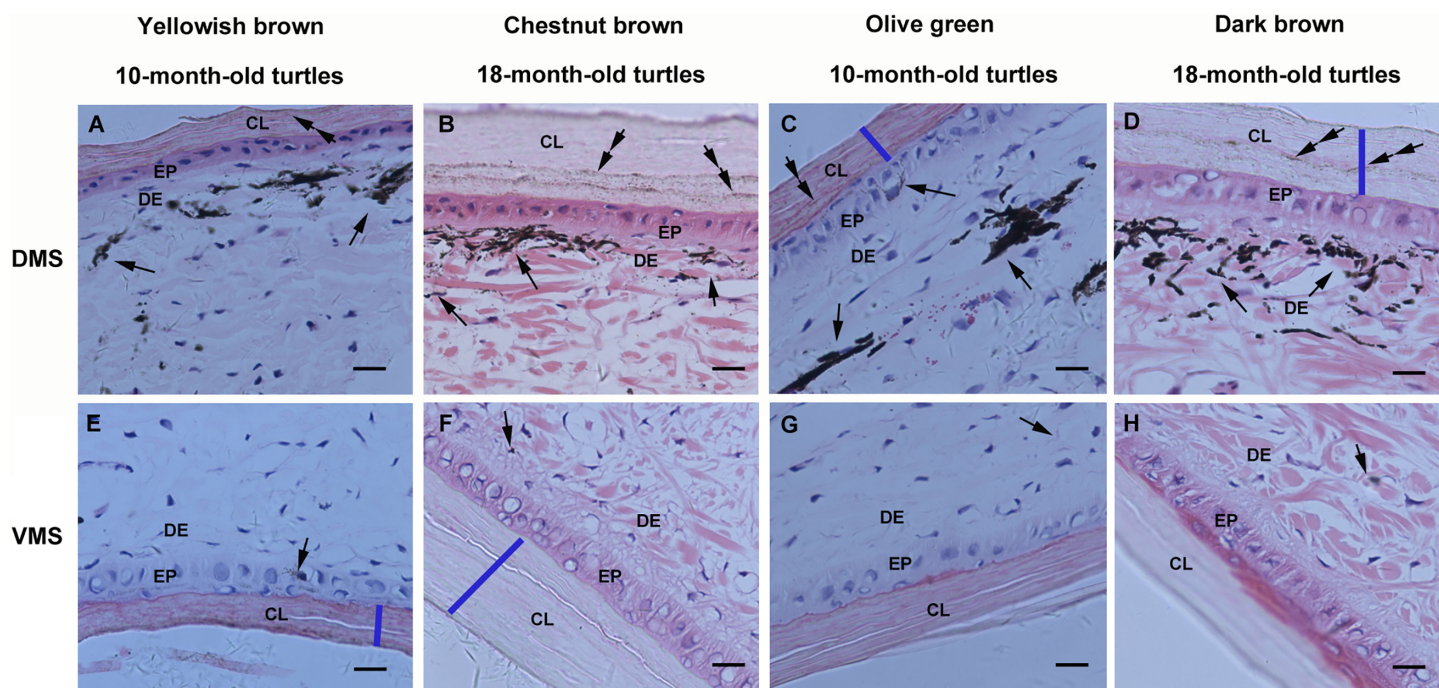 Yellowish brown
Chestnut brown
Olive green
Dark brown
10-month-old turtles
18-month-old turtles
10-month-old turtles
18-month-old turtles
DMS
A
CL
EP
DE
B
CL
EP
DE
C
CL
EP
DE
D
CL
EP
DE
VMS
E
DE
EP
CL
F
DE
EP
CL
G
DE
EP
CL
H
DE
EP
CL